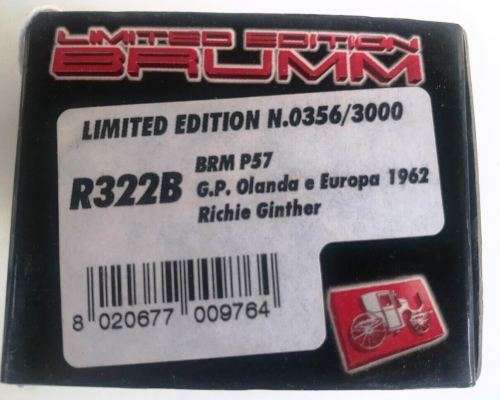 LIMITED EDITION
BRUMM
LIMITED EDITION N.0356/3000
R322B
BRM P57
G.P. Olanda e Europa 1962
Richie Ginther
8 020677 009764